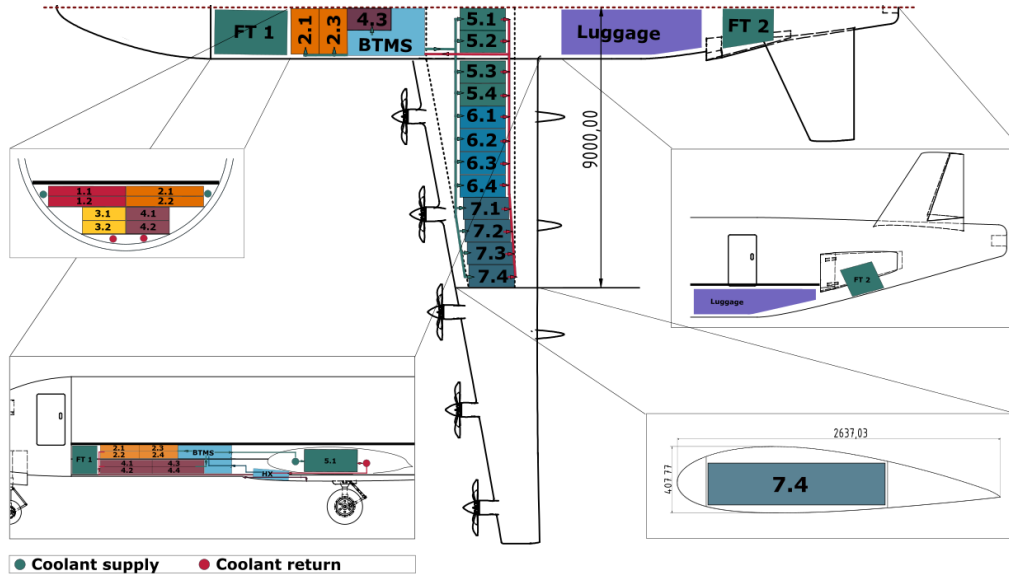 FT 1
2.1
2.3
4.3
BTMS
5.1
5.2
Luggage
FT 2
5.3
5.4
6.1
6.2
6.3
6.4
7.1
7.2
7.3
7.4
9000,00
1.1 2.1
1.2 2.2
3.1 4.1
3.2 4.2
Luggage
FT 2
FT 1
2.1 2.3
2.2 2.4
BTMS
4.1 4.3
4.2 4.4
HX
5.1
2637,03
407,77
7.4
Coolant supply Coolant return